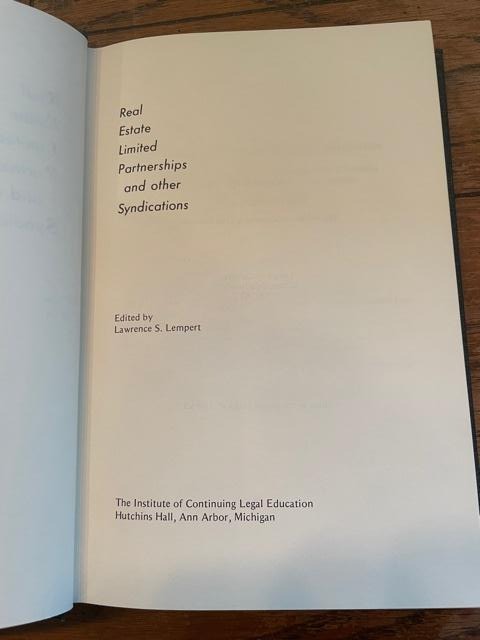 Real
Estate
Limited
Partnerships
and other
Syndications
Edited by
Lawrence S. Lempert
The Institute of Continuing Legal Education
Hutchins Hall, Ann Arbor, Michigan